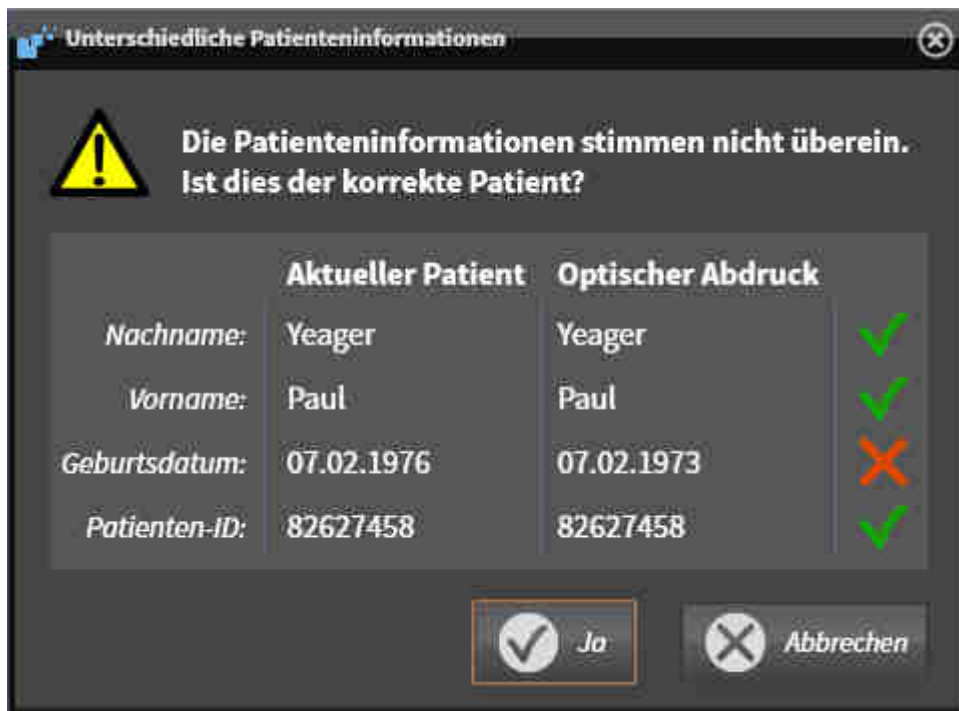 Unterschiedliche Patienteninformationen
Die Patienteninformationen stimmen nicht überein.
Ist dies der korrekte Patient?
Aktueller Patient Optischer Abdruck
Nachname: Yeager Yeager
Vorname: Paul Paul
Geburtsdatum: 07.02.1976 07.02.1973
Patienten-ID: 82627458 82627458
Ja Abbrechen